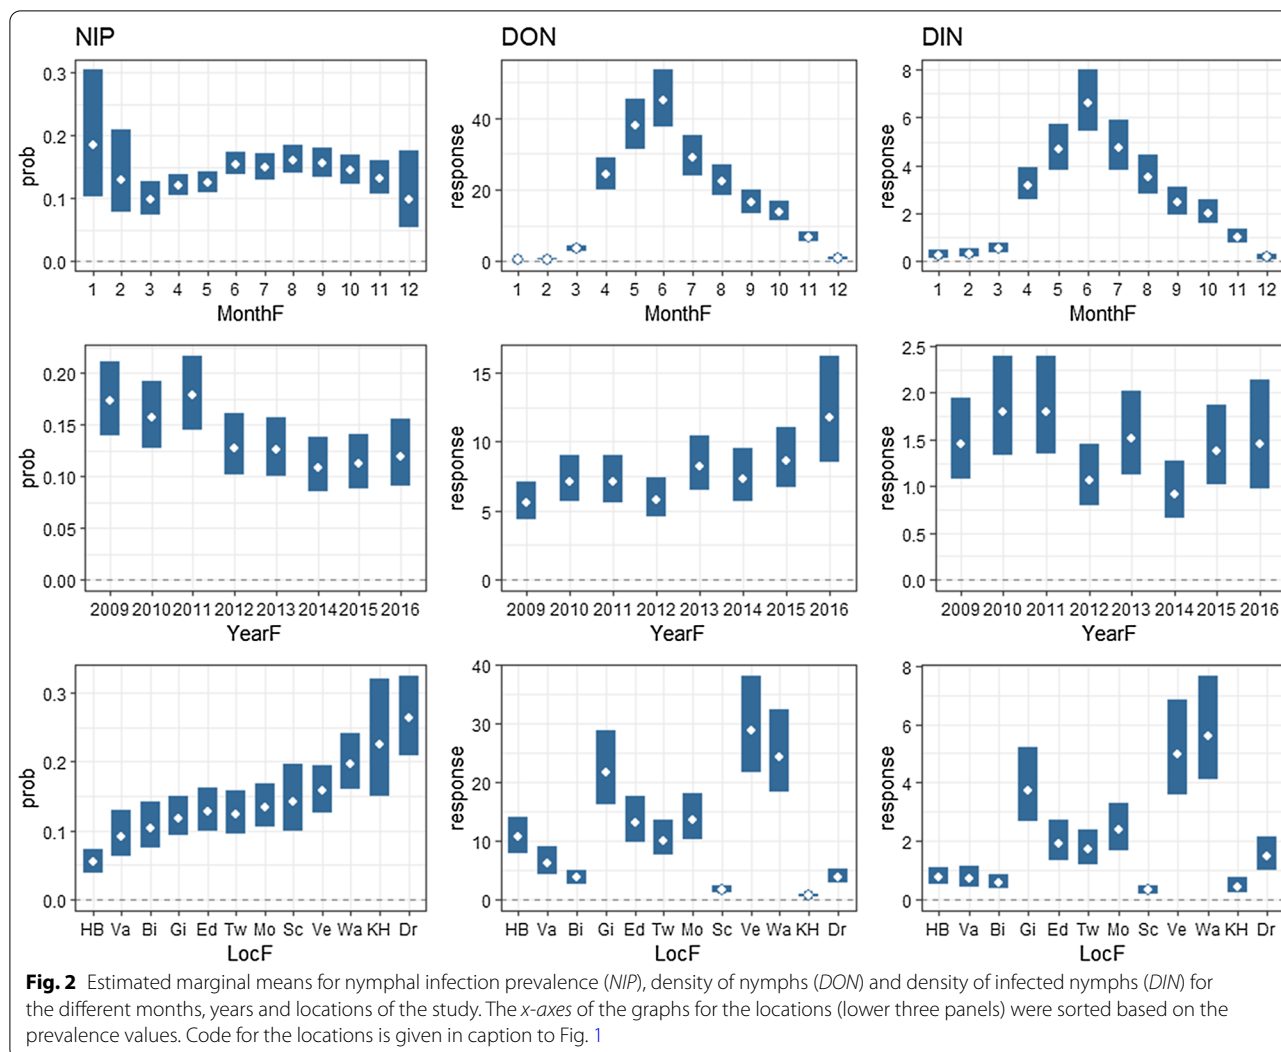 NIP DON DIN
0.3
0.2
0.1
0.0
prob
1 2 3 4 5 6 7 8 9 10 11 12
MonthF
40
20
0
response
1 2 3 4 5 6 7 8 9 10 11 12
MonthF
8
6
4
2
0
response
1 2 3 4 5 6 7 8 9 10 11 12
MonthF
0.20
0.15
0.10
0.05
0.00
prob
2009 2010 2011 2012 2013 2014 2015 2016
YearF
15
10
5
0
response
2009 2010 2011 2012 2013 2014 2015 2016
YearF
2.5
2.0
1.5
1.0
0.5
0.0
response
2009 2010 2011 2012 2013 2014 2015 2016
YearF
0.3
0.2
0.1
0.0
prob
HB Va Bi Gi Ed Tw Mo Sc Ve Wa KH Dr
LocF
40
30
20
10
0
response
HB Va Bi Gi Ed Tw Mo Sc Ve Wa KH Dr
LocF
8
6
4
2
0
response
HB Va Bi Gi Ed Tw Mo Sc Ve Wa KH Dr
LocF
Fig. 2 Estimated marginal means for nymphal infection prevalence (NIP), density of nymphs (DON) and density of infected nymphs (DIN) for
the different months, years and locations of the study. The x-axes of the graphs for the locations (lower three panels) were sorted based on the
prevalence values. Code for the locations is given in caption to Fig. 1